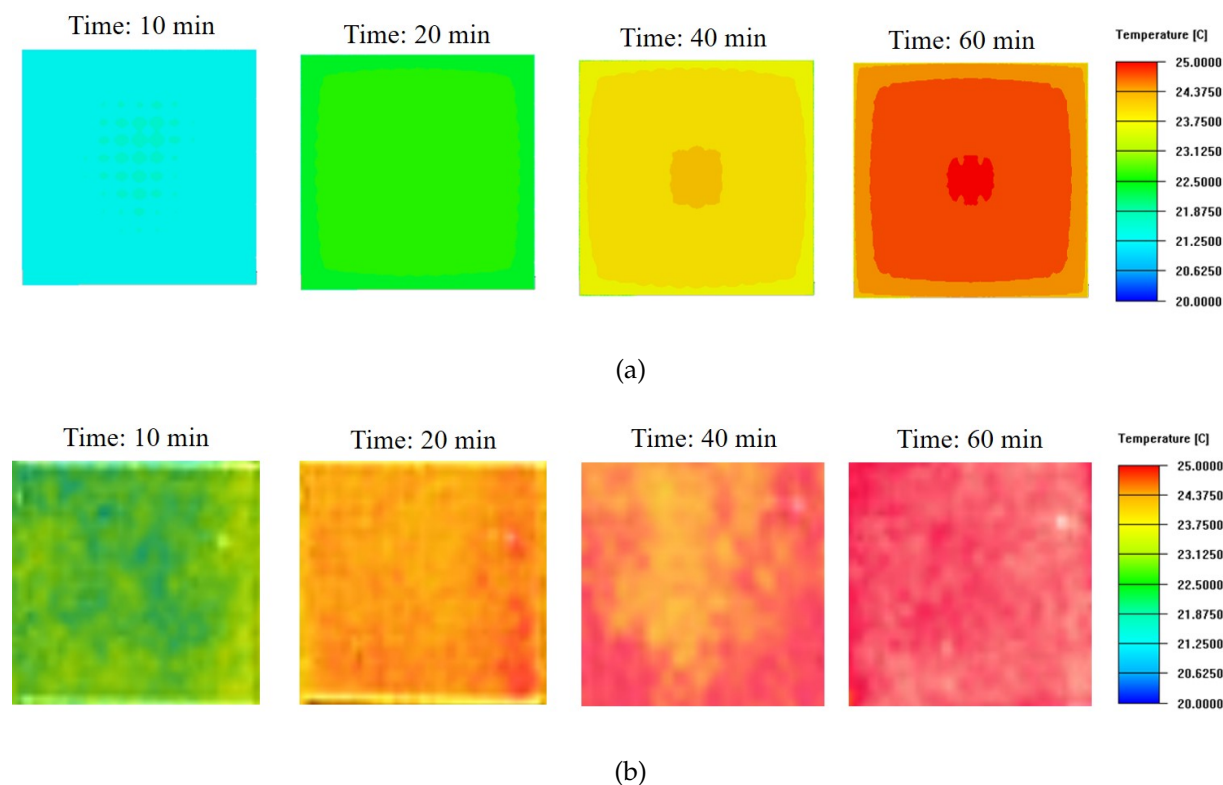 Time: 10 min
Time: 20 min
Time: 40 min
Time: 60 min
Temperature [C]
25.0000
24.3750
23.7500
23.1250
22.5000
21.8750
21.2500
20.6250
20.0000
(a)
Time: 10 min
Time: 20 min
Time: 40 min
Time: 60 min
Temperature [C]
25.0000
24.3750
23.7500
23.1250
22.5000
21.8750
21.2500
20.6250
20.0000
(b)